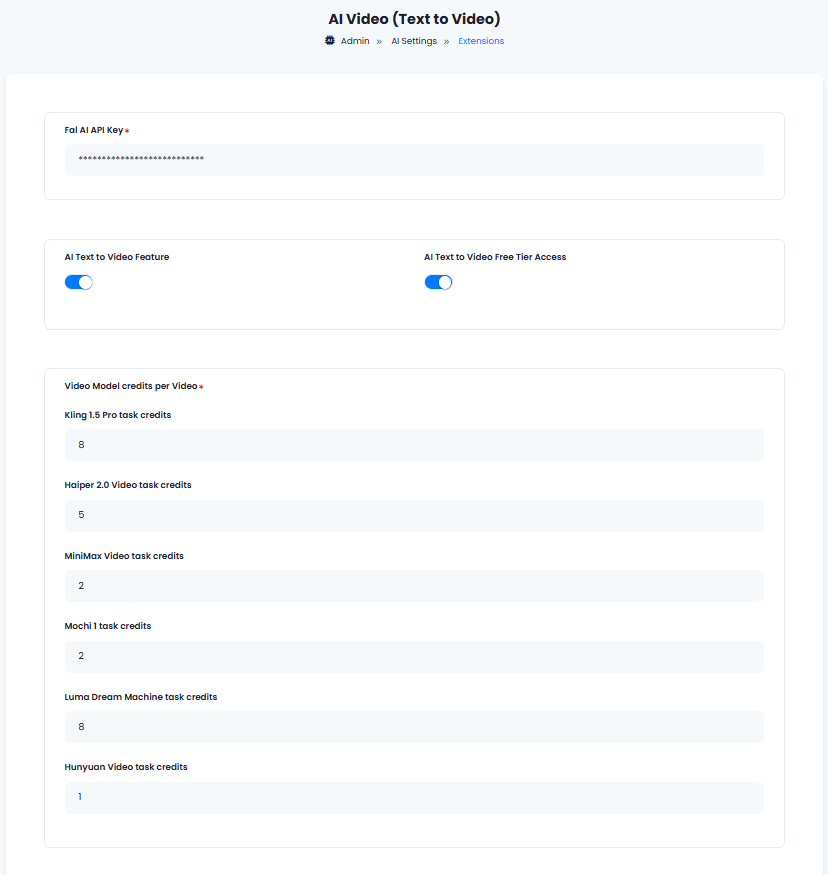 AI Video (Text to Video)
Admin » AI Settings » Extensions
Fal AI API Key*
***************************
AI Text to Video Feature
AI Text to Video Free Tier Access
Video Model credits per Video*
Kling 1.5 Pro task credits
8
Haiper 2.0 Video task credits
5
MiniMax Video task credits
2
Mochi 1 task credits
2
Luma Dream Machine task credits
8
Hunyuan Video task credits
1